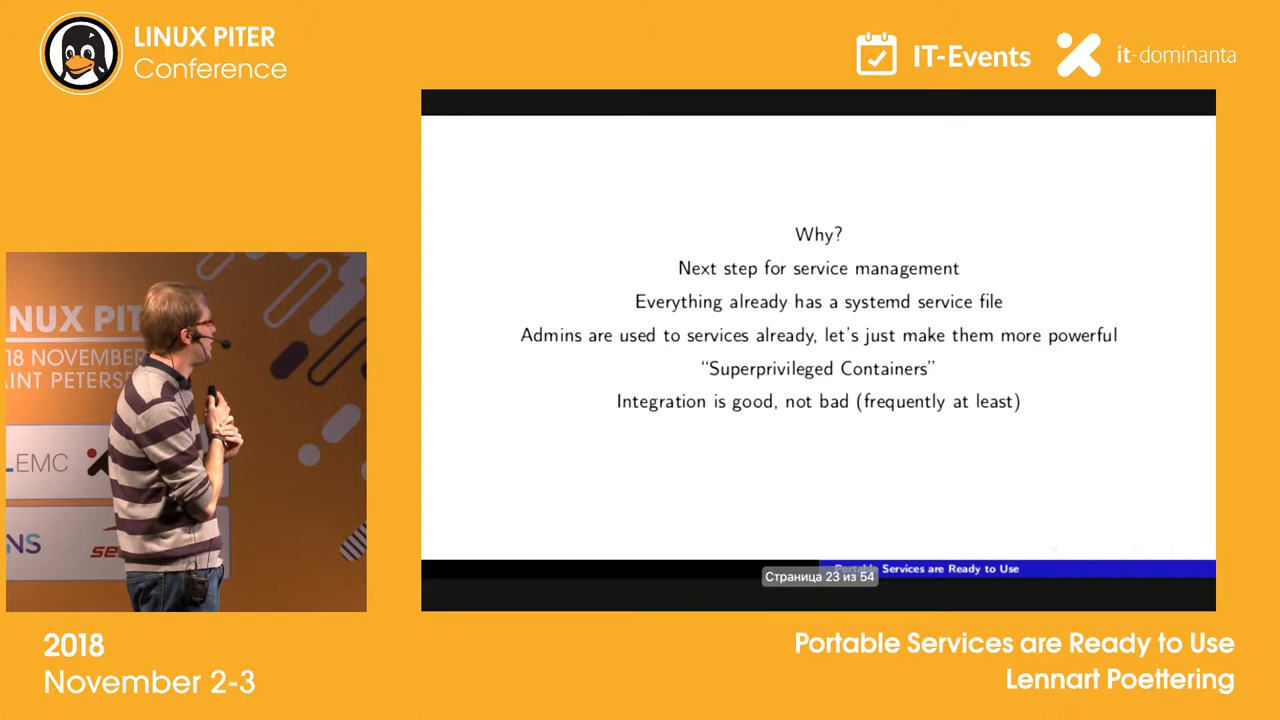 LINUX PITER
Conference
IT-Events
it-dominanta
Why?
Next step for service management
Everything already has a systemd service file
Admins are used to services already, let's just make them more powerful
“Superprivileged Containers”
Integration is good, not bad (frequently at least)
Services are Ready to Use
Страница 23 из 54
NUX PIT
18 NOVEMBER
AINT PETERS
EMC
NS
se
2018
November 2-3
Portable Services are Ready to Use
Lennart Poettering